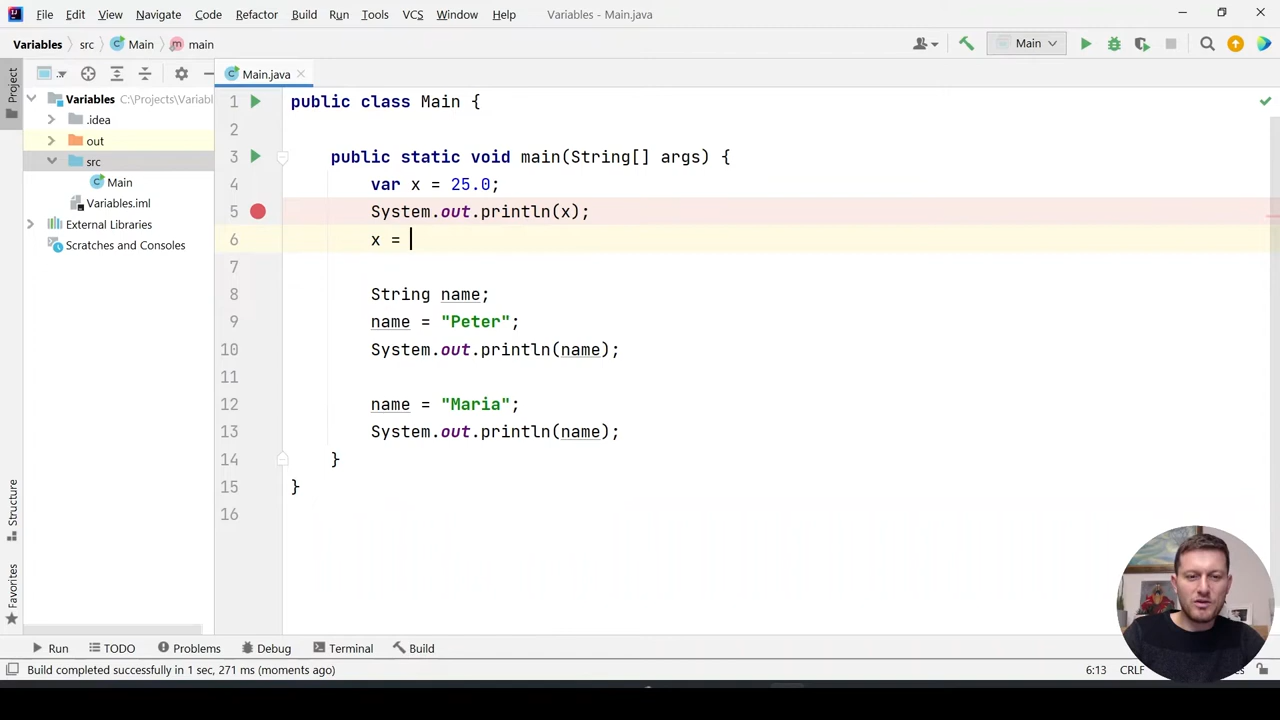 File Edit View Navigate Code Refactor Build Run Tools VCS Window Help Variables - Main.java
Variables src Main main Main
Project
Main.java
Variables C:\Projects\Variabl
.idea
out
src
Main
Variables.iml
External Libraries
Scratches and Consoles
1 public class Main {
2
3 public static void main(String[] args) {
4 var x = 25.0;
5 System.out.println(x);
6 x =
7
8 String name;
9 name = "Peter";
10 System.out.println(name);
11
12 name = "Maria";
13 System.out.println(name);
14 }
15 }
16
Structure
Favorites
Run TODO Problems Debug Terminal Build
Build completed successfully in 1 sec, 271 ms (moments ago) 6:13 CRLF